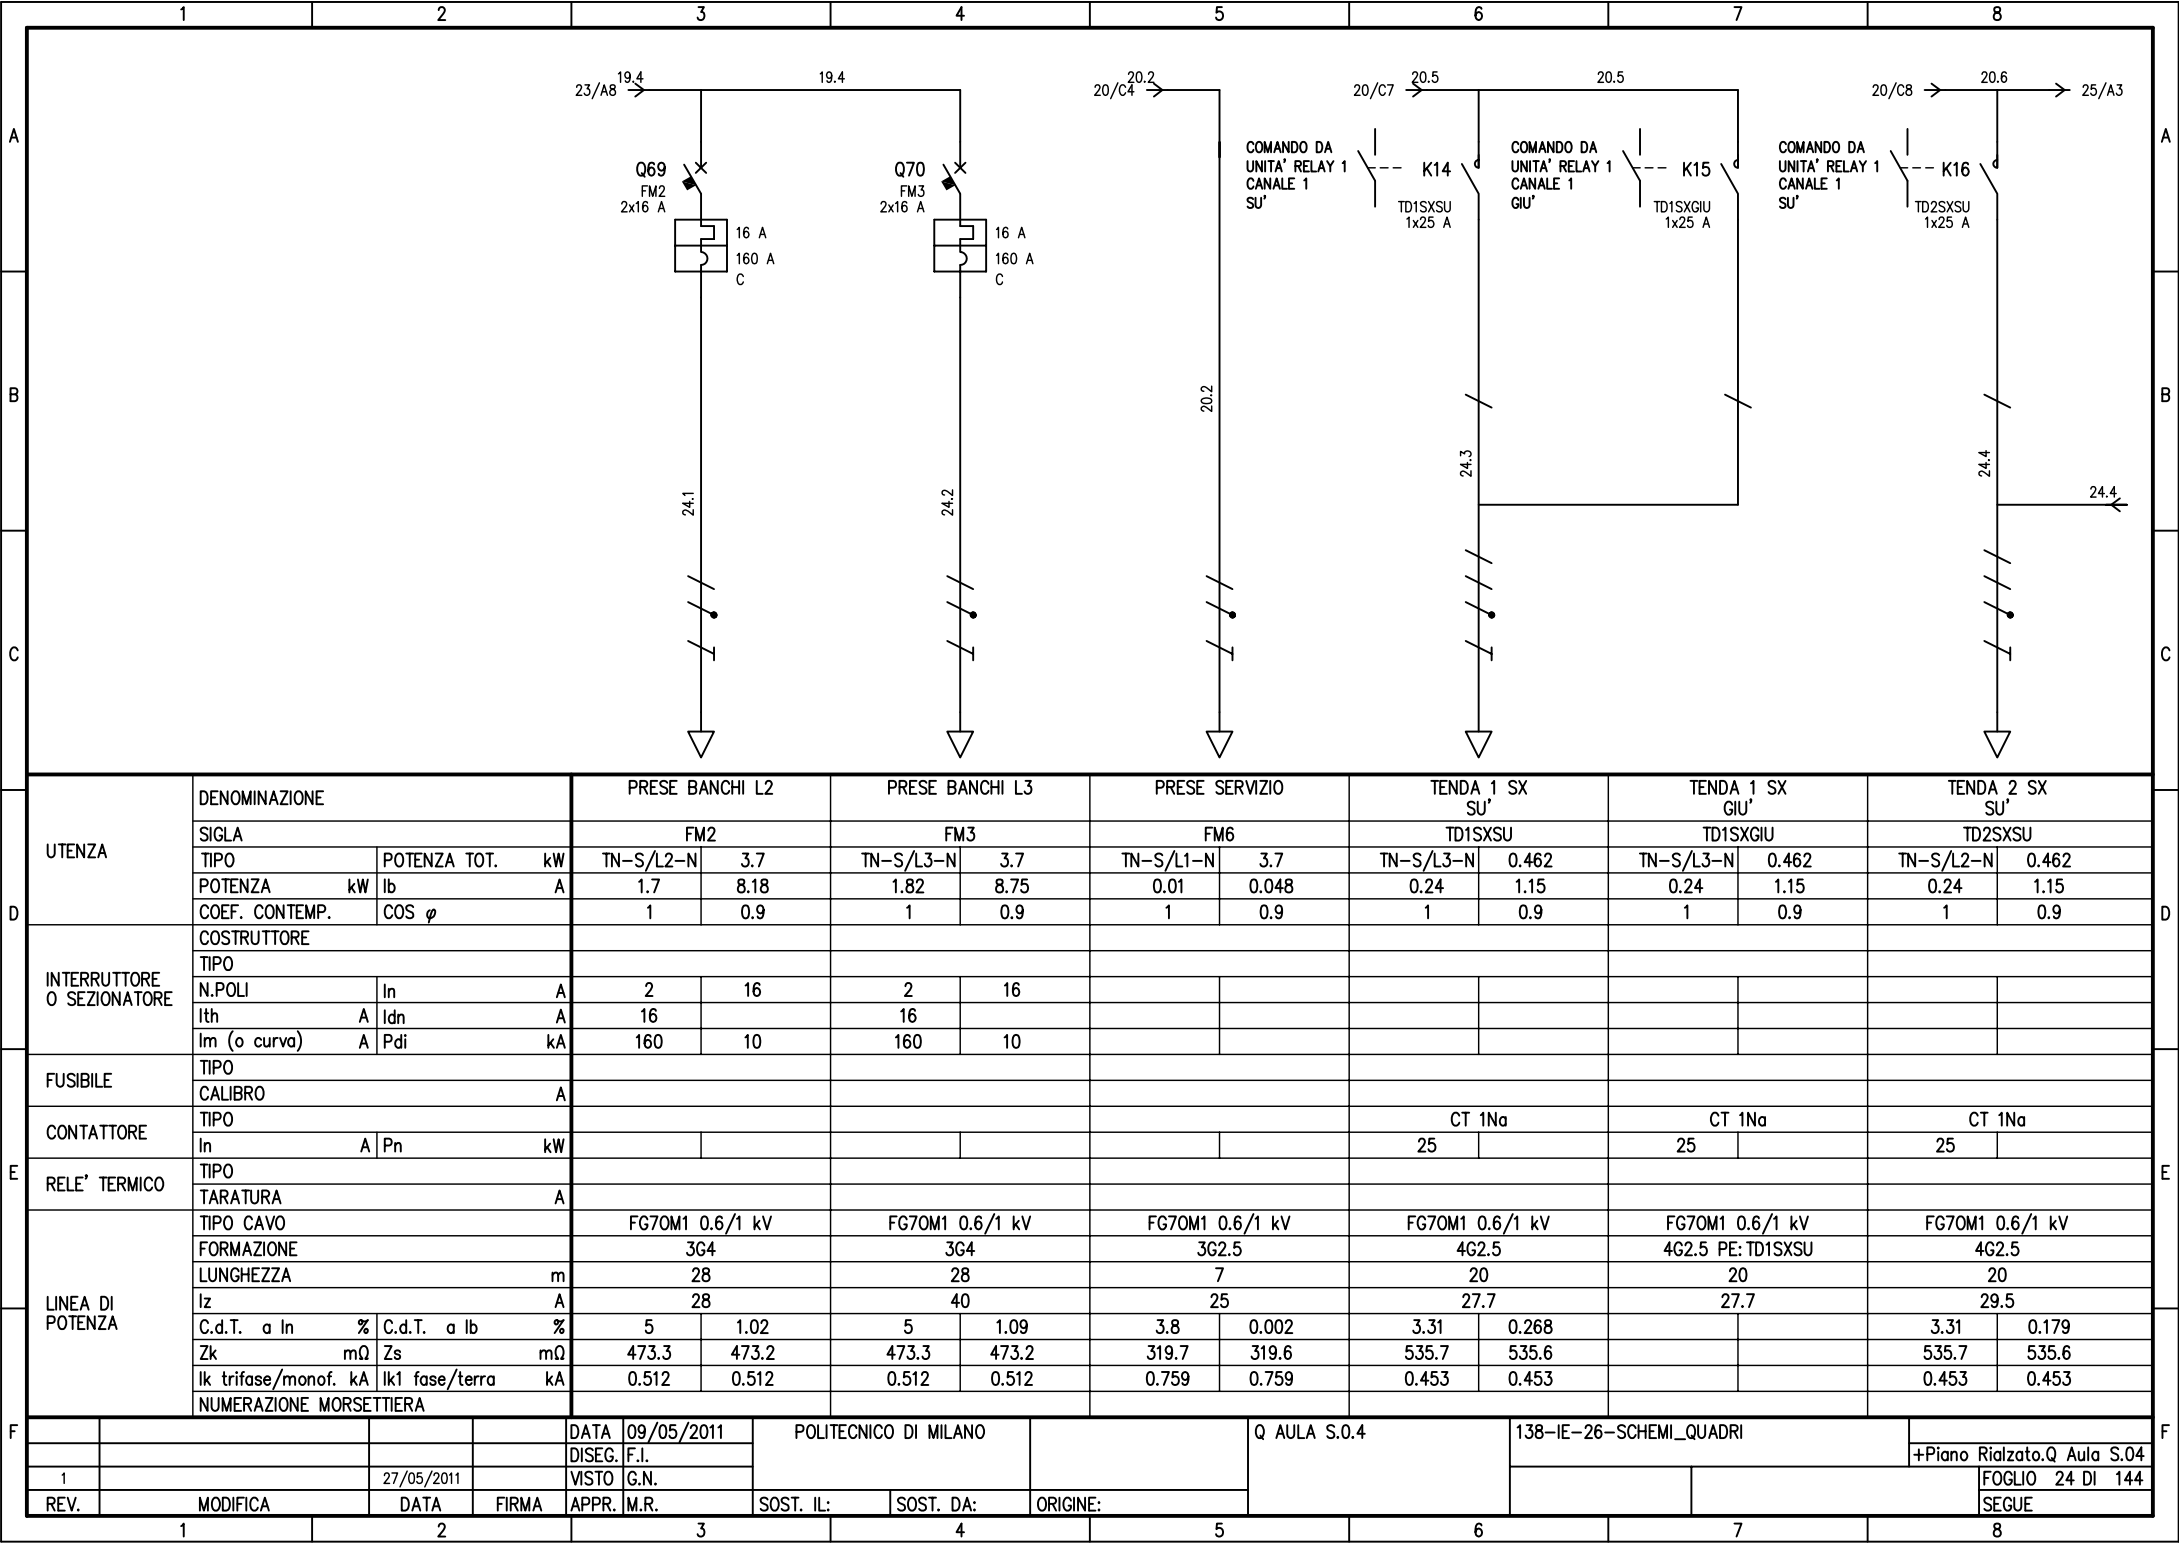 1 2 3 4 5 6 7 8
19.4 19.4 20.2 20.5 20.5 20.6
23/A8 20/C4 20/C7 20/C8 25/A3
A A
COMANDO DA
UNITA' RELAY 1
CANALE 1
SU'
COMANDO DA
UNITA' RELAY 1
CANALE 1
GIU'
COMANDO DA
UNITA' RELAY 1
CANALE 1
SU'
Q69
FM2
2x16 A
16 A
160 A
C
Q70
FM3
2x16 A
16 A
160 A
C
K14
TD1SXSU
1x25 A
K15
TD1SXGIU
1x25 A
K16
TD2SXSU
1x25 A
B B
24.1 24.2 20.2 24.3 24.4 24.4
C C
UTENZA
DENOMINAZIONE PRESE BANCHI L2 PRESE BANCHI L3 PRESE SERVIZIO TENDA 1 SX SU' TENDA 1 SX GIU' TENDA 2 SX SU'
SIGLA FM2 FM3 FM6 TD1SXSU TD1SXGIU TD2SXSU
TIPO POTENZA TOT. kW TN-S/L2-N 3.7 TN-S/L3-N 3.7 TN-S/L1-N 3.7 TN-S/L3-N 0.462 TN-S/L3-N 0.462 TN-S/L2-N 0.462
POTENZA kW Ib A 1.7 8.18 1.82 8.75 0.01 0.048 0.24 1.15 0.24 1.15 0.24 1.15
COEF. CONTEMP. COS φ 1 0.9 1 0.9 1 0.9 1 0.9 1 0.9 1 0.9
D D
INTERRUTTORE
O SEZIONATORE
COSTRUTTORE
TIPO
N.POLI In A 2 16 2 16
Ith A Idn A 16 16
Im (o curva) A Pdi kA 160 10 160 10
FUSIBILE
TIPO
CALIBRO A
CONTATTORE
TIPO CT 1Na CT 1Na CT 1Na
In A Pn kW 25 25 25
E E
RELE' TERMICO
TIPO
TARATURA A
LINEA DI
POTENZA
TIPO CAVO FG7OM1 0.6/1 kV FG7OM1 0.6/1 kV FG7OM1 0.6/1 kV FG7OM1 0.6/1 kV FG7OM1 0.6/1 kV FG7OM1 0.6/1 kV
FORMAZIONE 3G4 3G4 3G2.5 4G2.5 4G2.5 PE:TD1SXSU 4G2.5
LUNGHEZZA m 28 28 7 20 20 20
Iz A 28 40 25 27.7 27.7 29.5
C.d.T. a In % C.d.T. a Ib % 5 1.02 5 1.09 3.8 0.002 3.31 0.268 3.31 0.179
Zk mΩ Zs mΩ 473.3 473.2 473.3 473.2 319.7 319.6 535.7 535.6 535.7 535.6
Ik trifase/monof. kA Ik1 fase/terra kA 0.512 0.512 0.512 0.512 0.759 0.759 0.453 0.453 0.453 0.453
NUMERAZIONE MORSETTIERA
F F
DATA 09/05/2011 POLITECNICO DI MILANO Q AULA S.0.4 138-IE-26-SCHEMI_QUADRI
DISEG. F.I. +Piano Rialzato.Q Aula S.04
1 27/05/2011 VISTO G.N. FOGLIO 24 DI 144
REV. MODIFICA DATA FIRMA APPR. M.R. SOST. IL: SOST. DA: ORIGINE: SEGUE
1 2 3 4 5 6 7 8